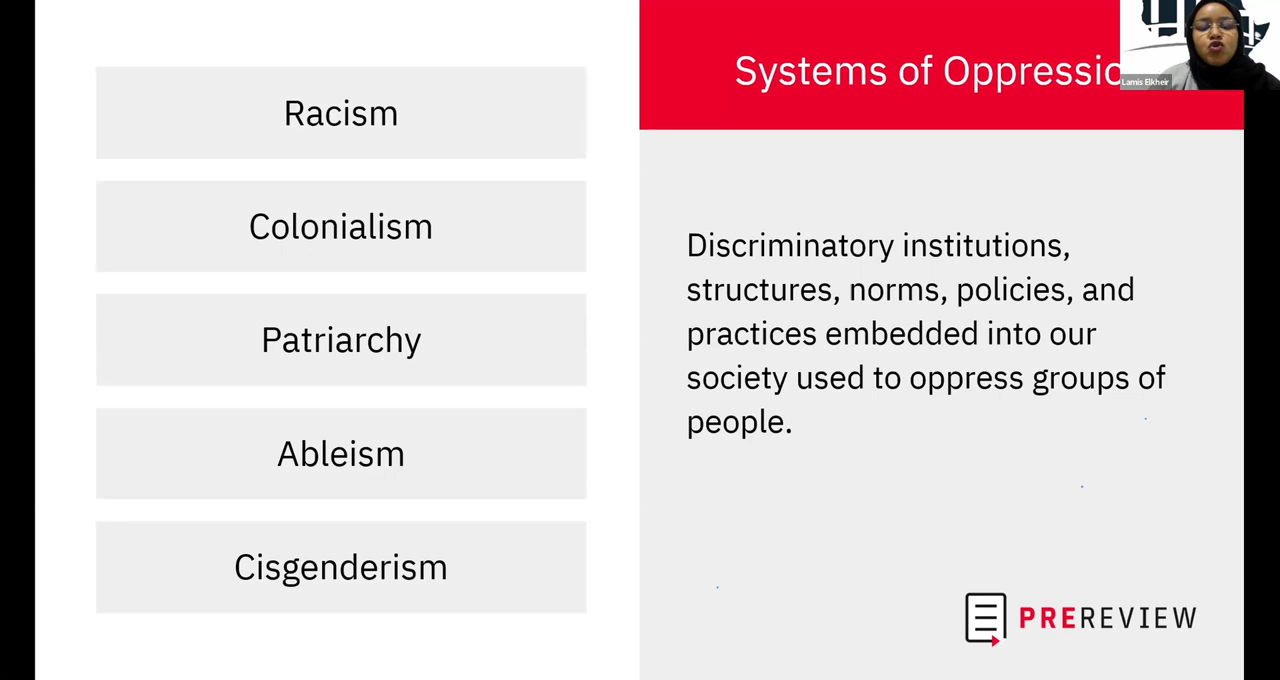 Racism
Colonialism
Patriarchy
Ableism
Cisgenderism
Systems of Oppressio
Lamis Elkheir
Discriminatory institutions,
structures, norms, policies, and
practices embedded into our
society used to oppress groups of
people.
PREREVIEW